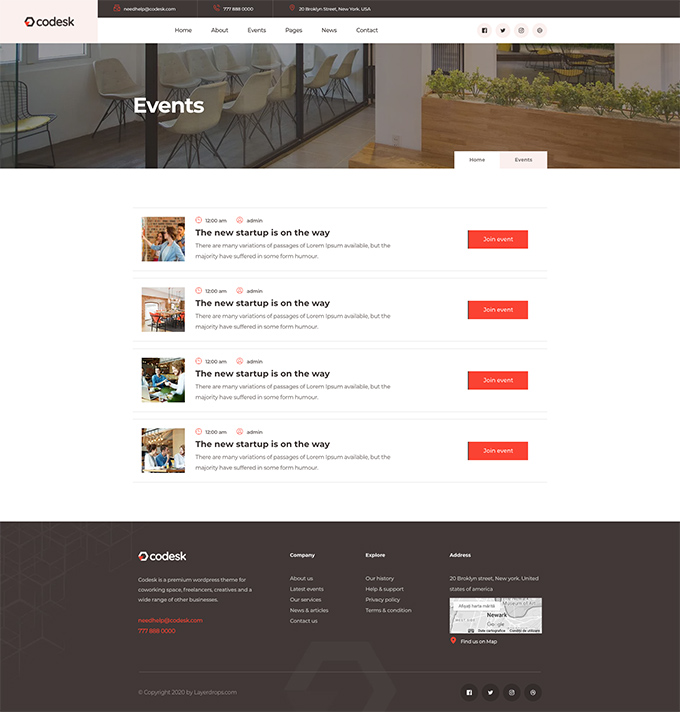 codesk
needhelp@codesk.com
777 888 0000
20 Broklyn Street, New York. USA
Home
About
Events
Pages
News
Contact
Events
Home
Events
12:00 am
admin
The new startup is on the way
There are many variations of passages of Lorem Ipsum available, but the
majority have suffered in some form humour.
Join event
12:00 am
admin
The new startup is on the way
There are many variations of passages of Lorem Ipsum available, but the
majority have suffered in some form humour.
Join event
12:00 am
admin
The new startup is on the way
There are many variations of passages of Lorem Ipsum available, but the
majority have suffered in some form humour.
Join event
12:00 am
admin
The new startup is on the way
There are many variations of passages of Lorem Ipsum available, but the
majority have suffered in some form humour.
Join event
codesk
Codesk is a premium wordpress theme for
coworking space, freelancers, creatives and a
wide range of other businesses.
needhelp@codesk.com
777 888 0000
Company
About us
Latest events
Our services
News & articles
Contact us
Explore
Our history
Help & support
Privacy policy
Terms & condition
Address
20 Broklyn street, New york. United
states of america
Afișați harta mărită
Museum of Art
Newark
Google
Date cartografice
Condiții de utilizare
Find us on Map
© Copyright 2020 by Layerdrops.com